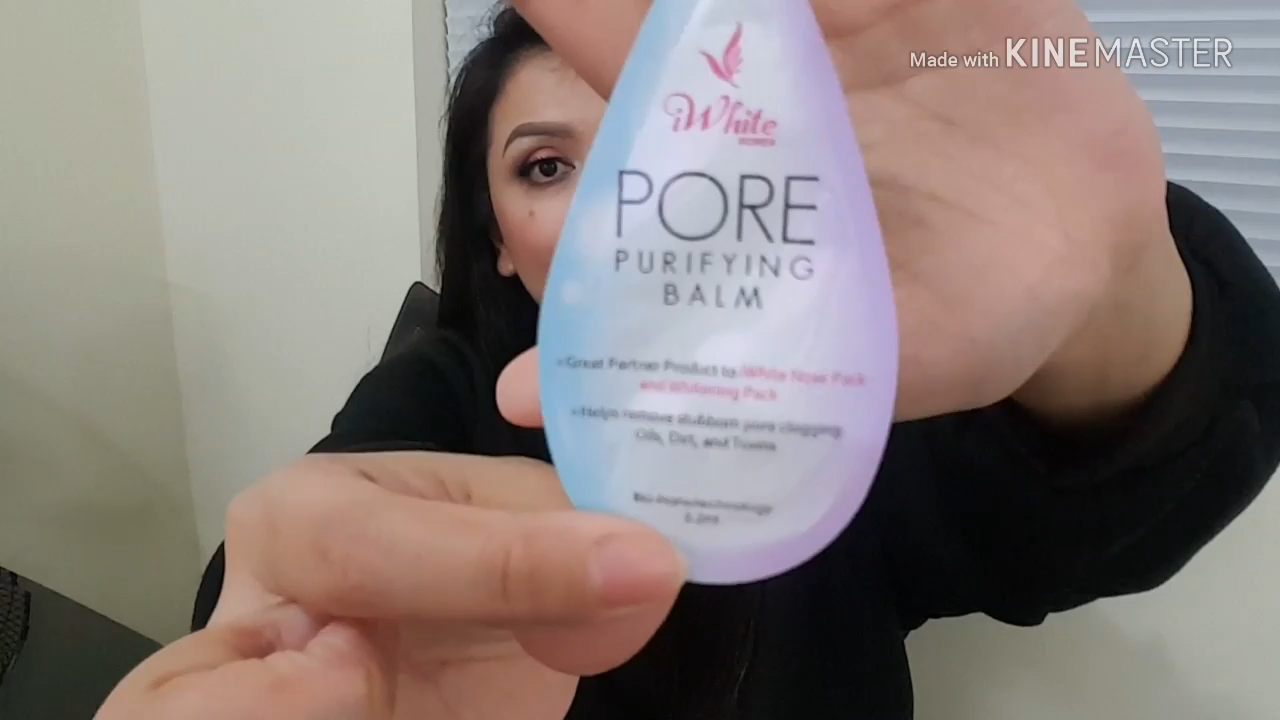 Made with KINEMASTER
iWhite
PORE
PURIFYING
BALM
Great Partner Product to iWhite Nose Pack
and Whitening Pack
Helps remove stubborn pore clogging
Oils, Dirt, and Toxins